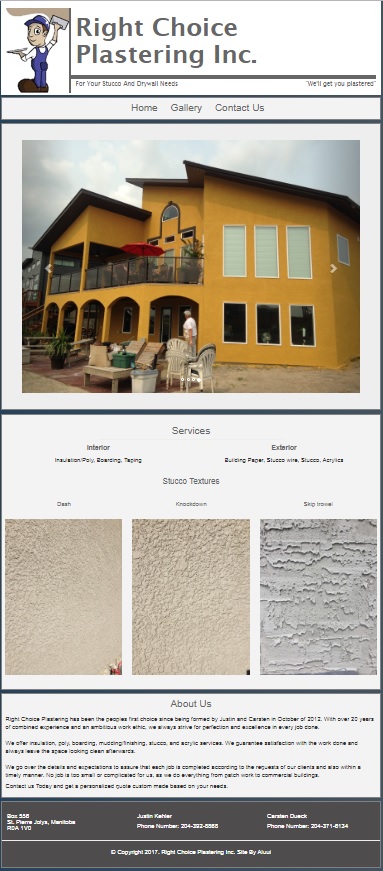 Right Choice
Plastering Inc.
For Your Stucco And Drywall Needs
"We'll get you plastered"
Home Gallery Contact Us
Services
Interior
Exterior
Insulation/Poly, Boarding, Taping
Building Paper, Stucco wire, Stucco, Acrylics
Stucco Textures
Dash
Knockdown
Skip trowel
About Us
Right Choice Plastering has been the peoples first choice since being formed by Justin and Carsten in October of 2012. With over 20 years
of combined experience and an ambitious work ethic, we always strive for perfection and excellence in every job done.
We offer insulation, poly, boarding, mudding/finishing, stucco, and acrylic services. We guarantee satisfaction with the work done and
always leave the space looking clean afterwards.
We go over the details and expectations to assure that each job is completed according to the requests of our clients and also within a
timely manner. No job is too small or complicated for us, as we do everything from patch work to commercial buildings.
Contact us Today and get a personalized quote custom made based on your needs.
Box 558
St. Pierre Jolys, Manitoba
R0A 1V0
Justin Kehler
Phone Number: 204-392-8868
Carsten Dueck
Phone Number: 204-371-6134
© Copyright 2017. Right Choice Plastering Inc. Site By Aluui